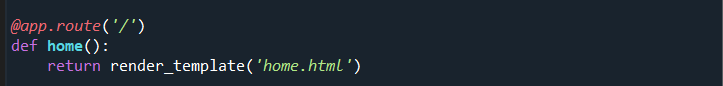 @app.route('/')
def home():
    return render_template('home.html')